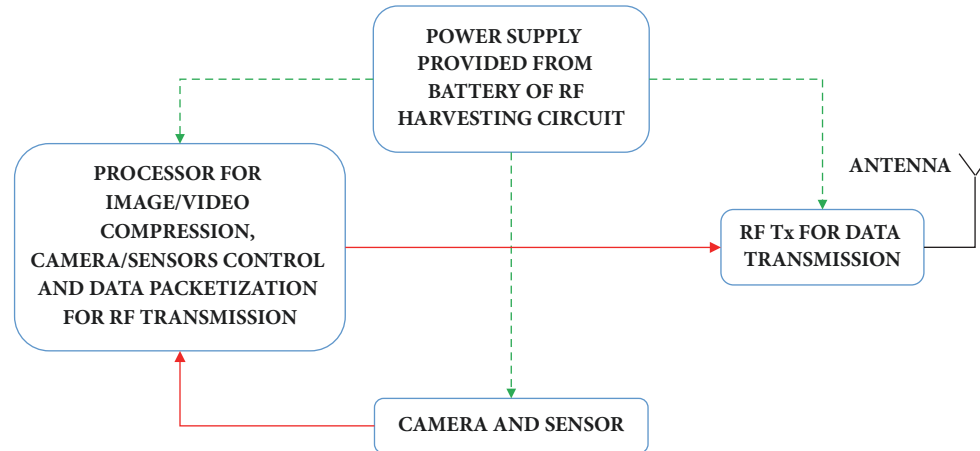 POWER SUPPLY
PROVIDED FROM
BATTERY OF RF
HARVESTING CIRCUIT
PROCESSOR FOR
IMAGE/VIDEO
COMPRESSION,
CAMERA/SENSORS CONTROL
AND DATA PACKETIZATION
FOR RF TRANSMISSION
ANTENNA
RF Tx FOR DATA
TRANSMISSION
CAMERA AND SENSOR